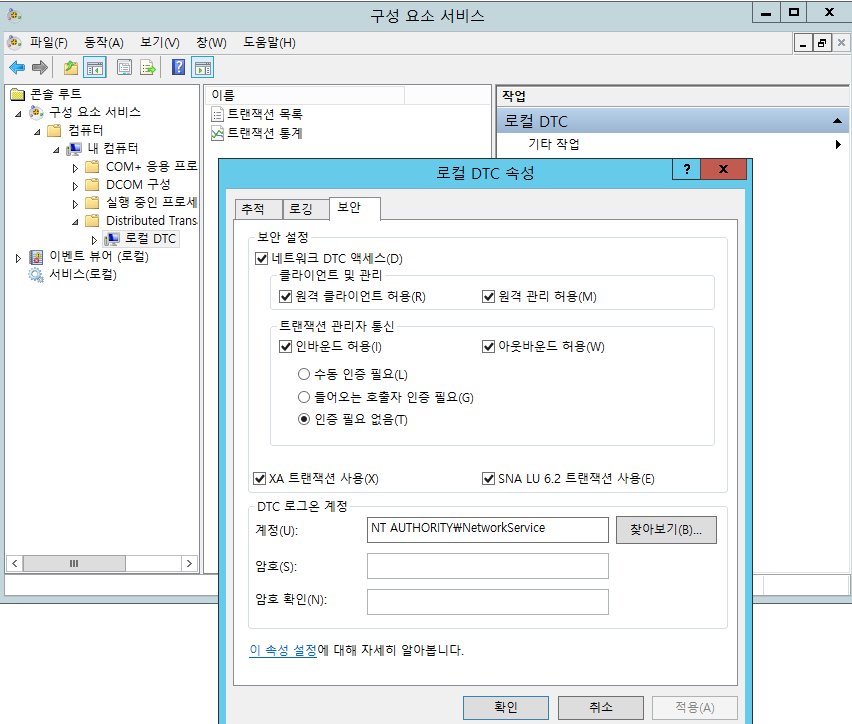 구성 요소 서비스
파일(F) 동작(A) 보기(V) 창(W) 도움말(H)
콘솔 루트
구성 요소 서비스
컴퓨터
내 컴퓨터
COM+ 응용 프로
DCOM 구성
실행 중인 프로세
Distributed Trans
로컬 DTC
이벤트 뷰어 (로컬)
서비스(로컬)
이름
트랜잭션 목록
트랜잭션 통계
작업
로컬 DTC
기타 작업
로컬 DTC 속성
추적 로깅 보안
보안 설정
네트워크 DTC 액세스(D)
클라이언트 및 관리
원격 클라이언트 허용(R) 원격 관리 허용(M)
트랜잭션 관리자 통신
인바운드 허용(I) 아웃바운드 허용(W)
수동 인증 필요(L)
들어오는 호출자 인증 필요(G)
인증 필요 없음(T)
XA 트랜잭션 사용(X) SNA LU 6.2 트랜잭션 사용(E)
DTC 로그온 계정
계정(U): NT AUTHORITY₩NetworkService 찾아보기(B)...
암호(S):
암호 확인(N):
이 속성 설정에 대해 자세히 알아봅니다.
확인 취소 적용(A)